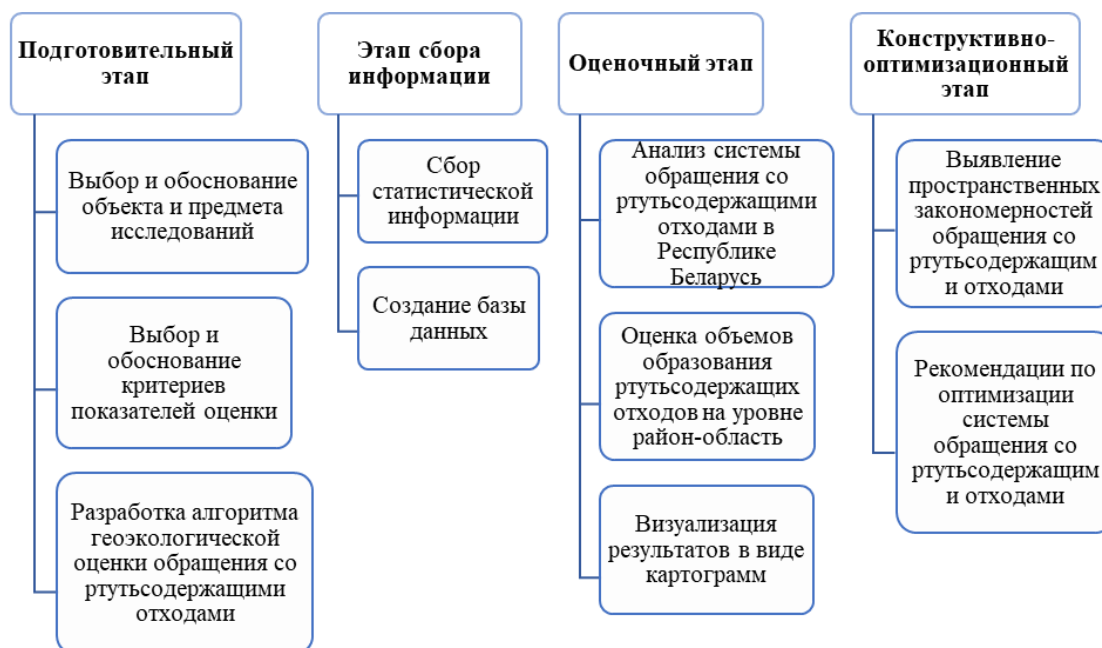 Подготовительный
этап
Выбор и обоснование
объекта и предмета
исследований
Выбор и
обоснование
критериев
показателей оценки
Разработка алгоритма
геоэкологической
оценки обращения со
ртутьсодержащими
отходами
Этап сбора
информации
Сбор
статистической
информации
Создание базы
данных
Оценочный этап
Анализ системы
обращения со
ртутьсодержащими
отходами в
Республике
Беларусь
Оценка объемов
образования
ртутьсодержащих
отходов на уровне
район-область
Визуализация
результатов в виде
картограмм
Конструктивно-
оптимизационный
этап
Выявление
пространственных
закономерностей
обращения со
ртутьсодержащим
и отходами
Рекомендации по
оптимизации
системы
обращения со
ртутьсодержащим
и отходами